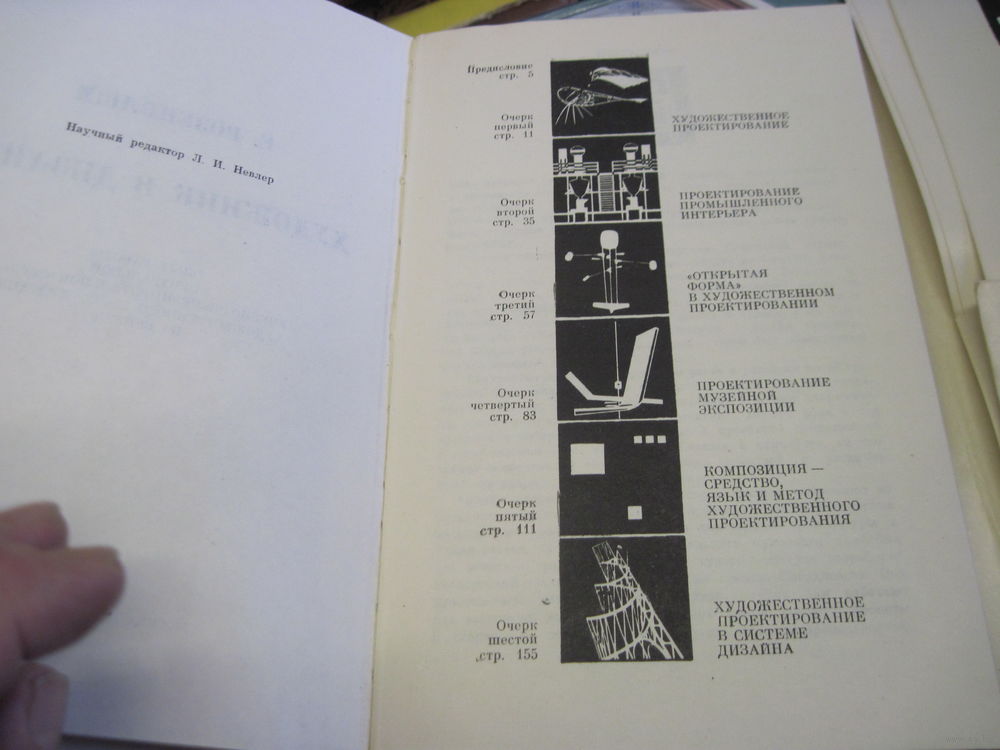 Научный редактор Л. И. Невлер
Предисловие
стр. 5
Очерк
первый
стр. 11
ХУДОЖЕСТВЕННОЕ
ПРОЕКТИРОВАНИЕ
Очерк
второй
стр. 35
ПРОЕКТИРОВАНИЕ
ПРОМЫШЛЕННОГО
ИНТЕРЬЕРА
Очерк
третий
стр. 57
«ОТКРЫТАЯ
ФОРМА»
В ХУДОЖЕСТВЕННОМ
ПРОЕКТИРОВАНИИ
Очерк
четвертый
стр. 83
ПРОЕКТИРОВАНИЕ
МУЗЕЙНОЙ
ЭКСПОЗИЦИИ
Очерк
пятый
стр. 111
КОМПОЗИЦИЯ —
СРЕДСТВО,
ЯЗЫК И МЕТОД
ХУДОЖЕСТВЕННОГО
ПРОЕКТИРОВАНИЯ
Очерк
шестой
стр. 155
ХУДОЖЕСТВЕННОЕ
ПРОЕКТИРОВАНИЕ
В СИСТЕМЕ
ДИЗАЙНА